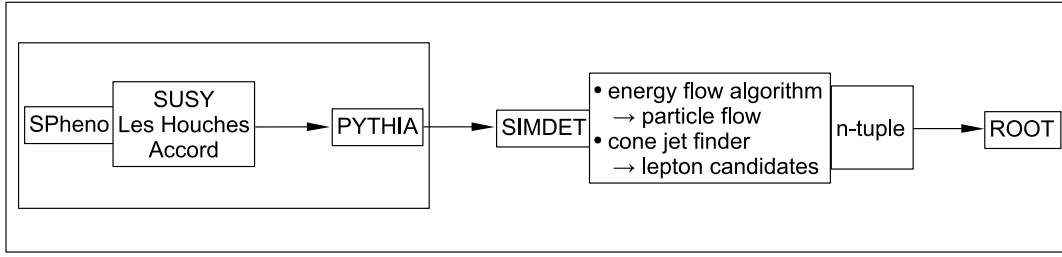 SPheno
SUSY
Les Houches
Accord
PYTHIA
SIMDET
• energy flow algorithm
→ particle flow
• cone jet finder
→ lepton candidates
n-tuple
ROOT